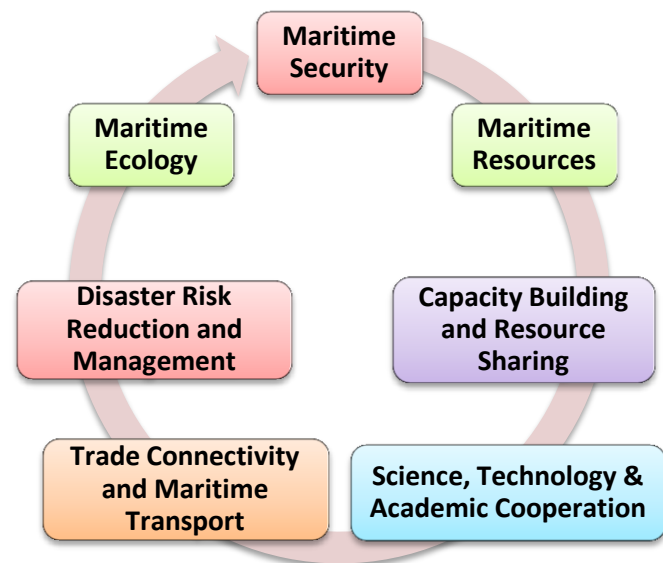 Maritime
Security
Maritime
Resources
Capacity Building
and Resource
Sharing
Science, Technology &
Academic Cooperation
Trade Connectivity
and Maritime
Transport
Disaster Risk
Reduction and
Management
Maritime
Ecology